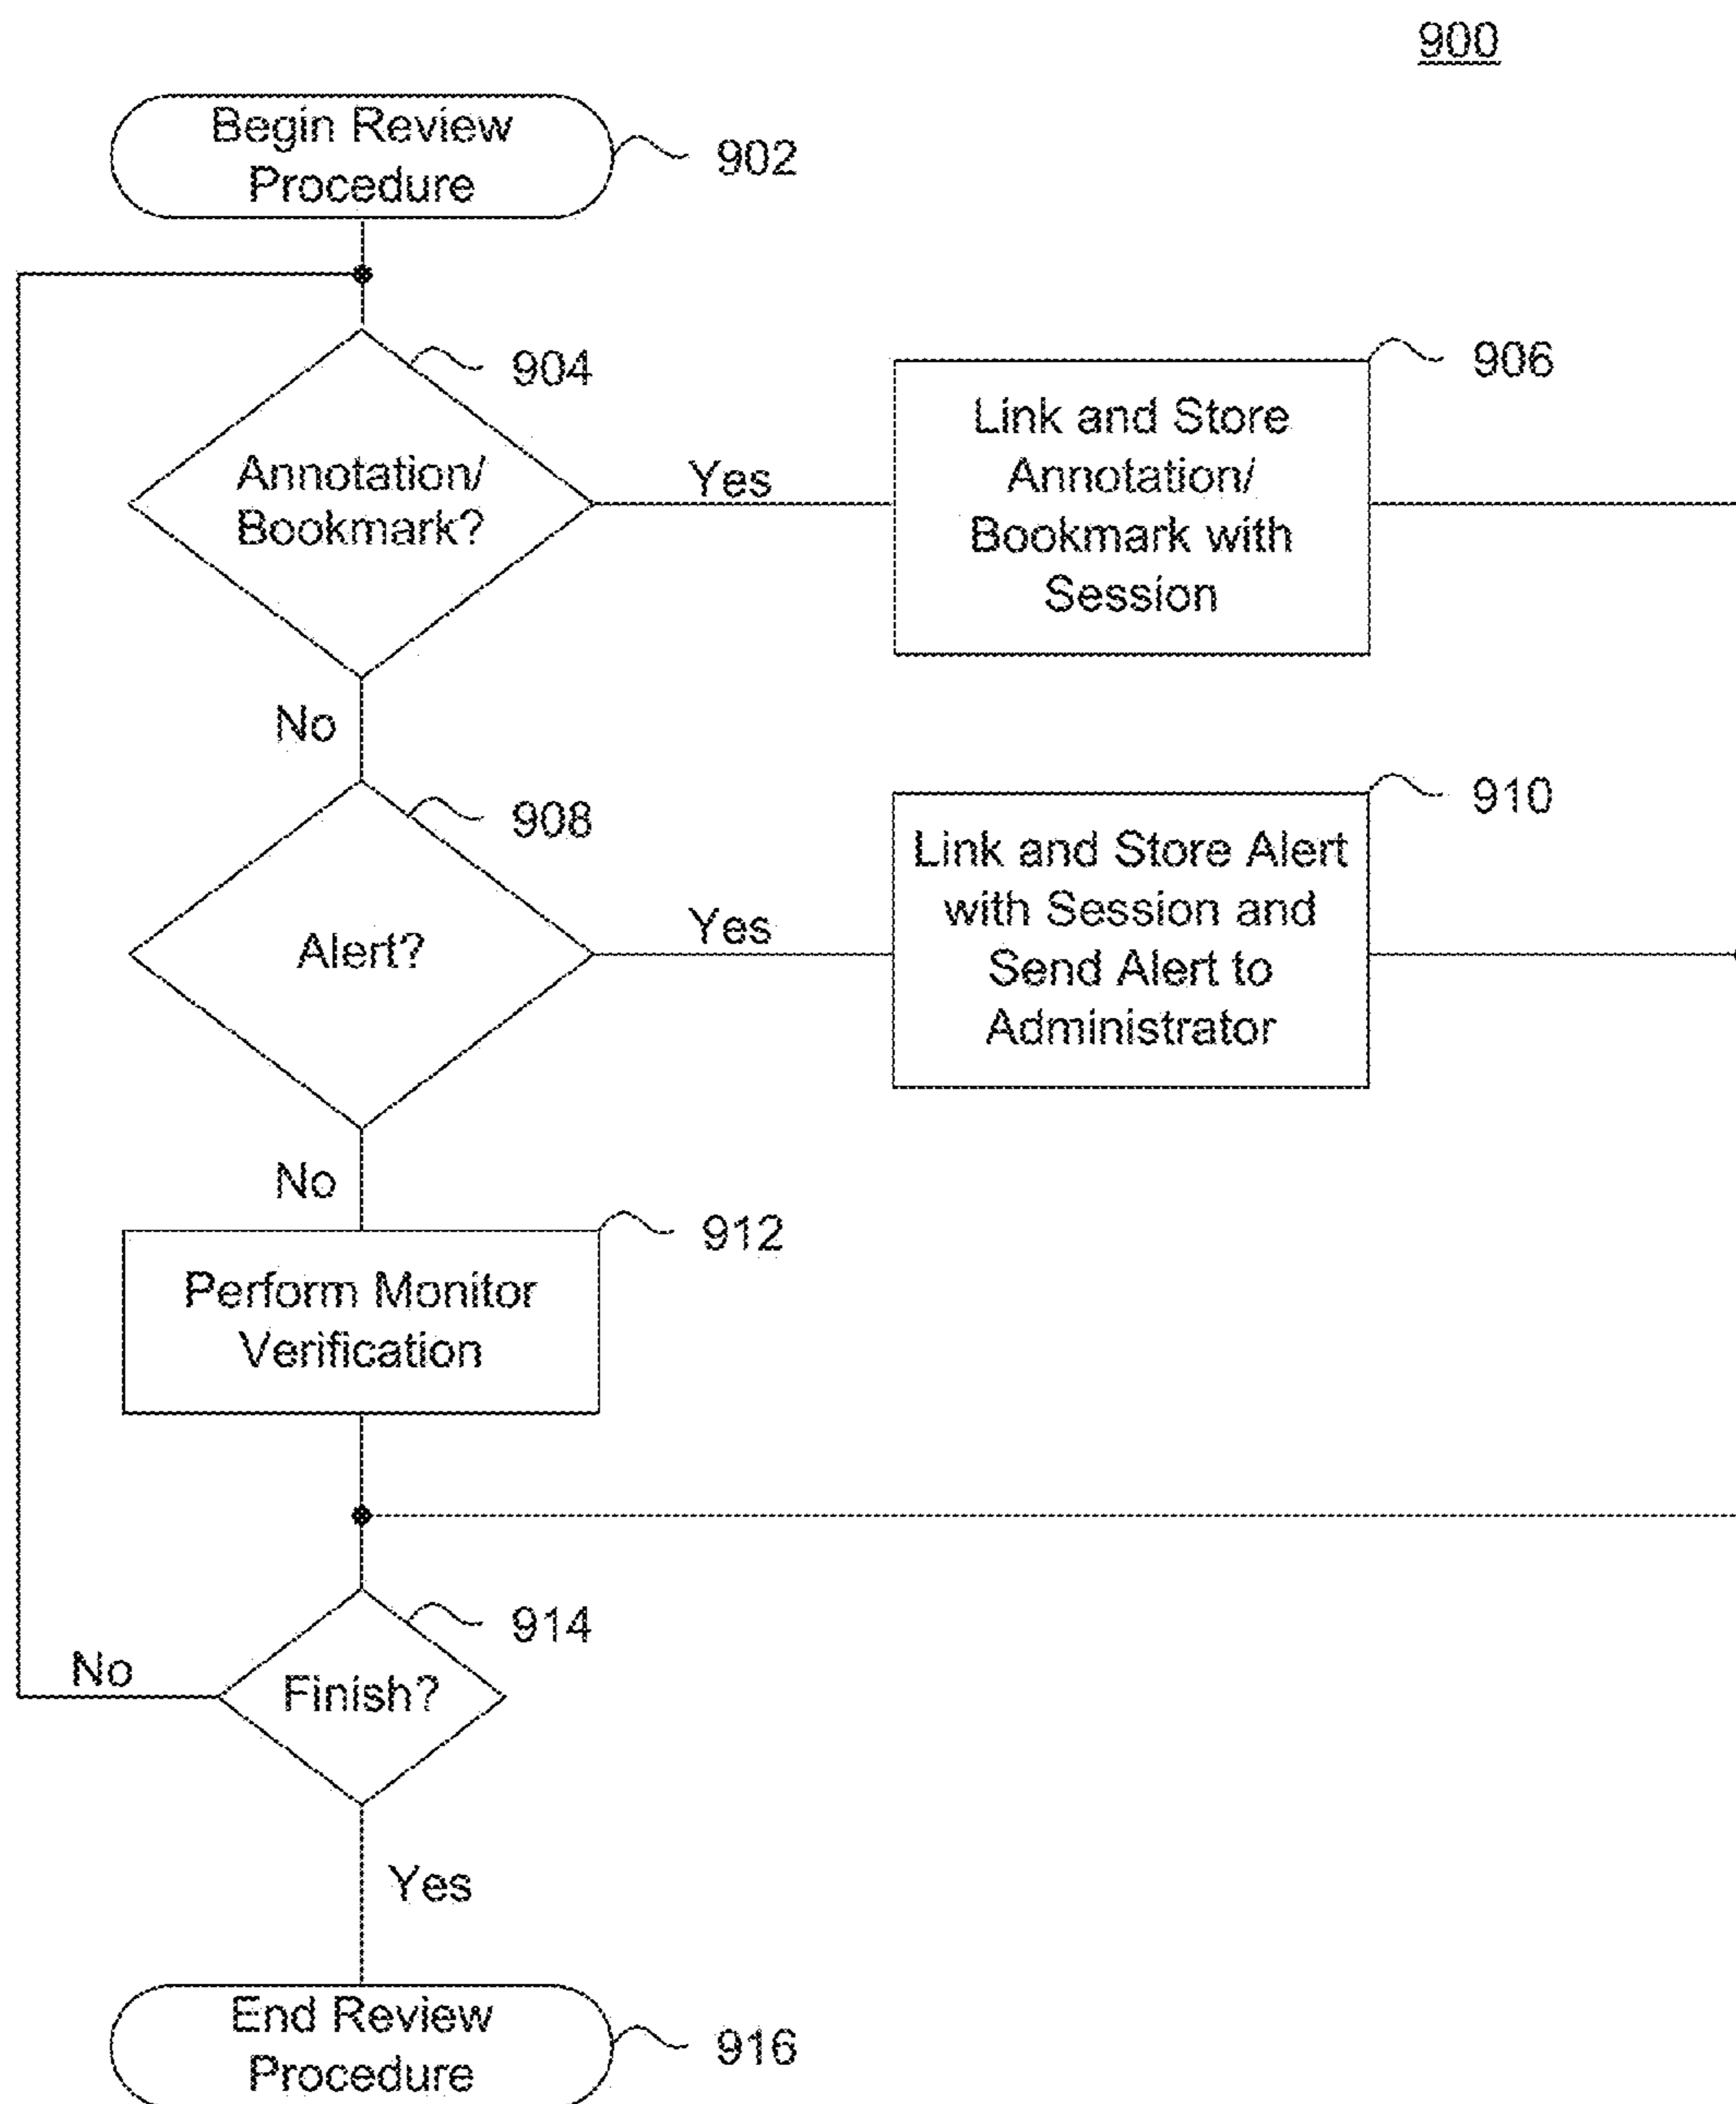 900
Begin Review
Procedure
902
904
Annotation/
Bookmark?
Yes
906
Link and Store
Annotation/
Bookmark with
Session
No
908
Alert?
Yes
910
Link and Store Alert
with Session and
Send Alert to
Administrator
No
912
Perform Monitor
Verification
914
No
Finish?
Yes
End Review
Procedure
916